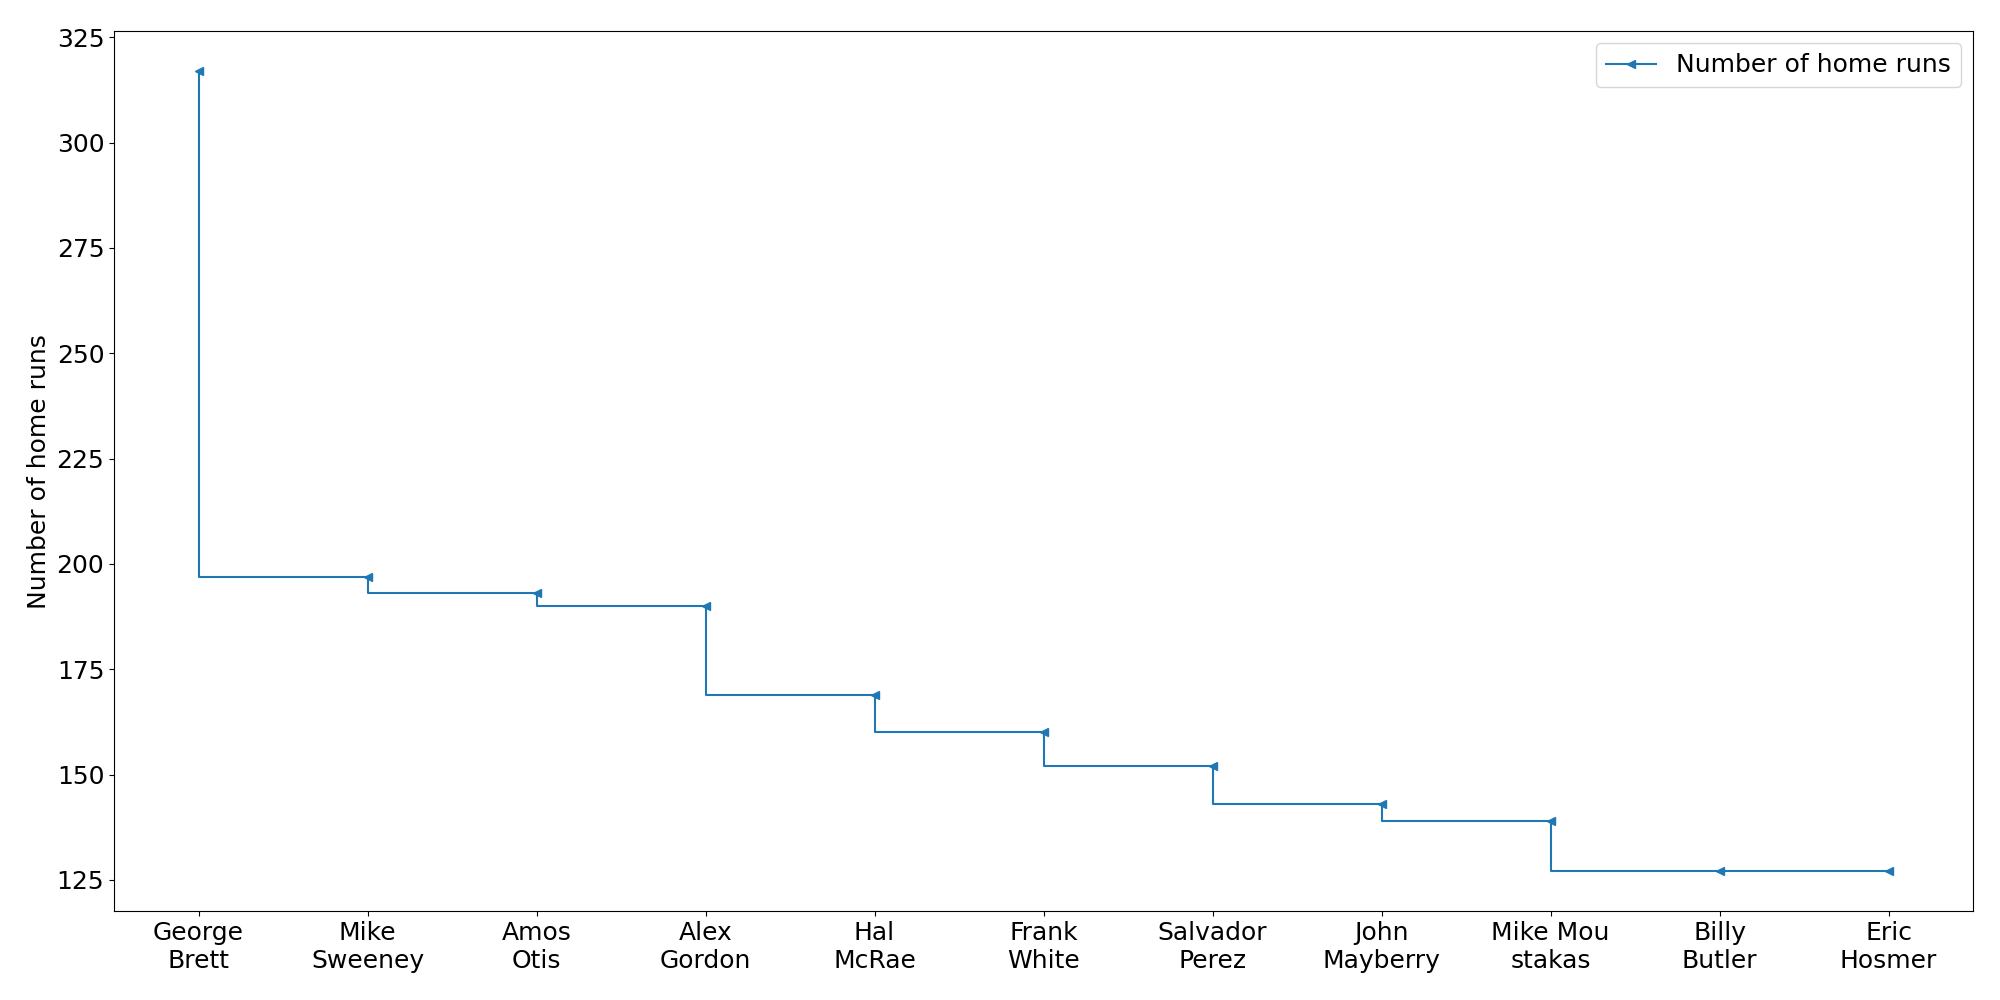 Number of home runs
325
300
275
250
225
200
175
150
125
Number of home runs
George
Brett
Mike
Sweeney
Amos
Otis
Alex
Gordon
Hal
McRae
Frank
White
Salvador
Perez
John
Mayberry
Mike Mou
stakas
Billy
Butler
Eric
Hosmer